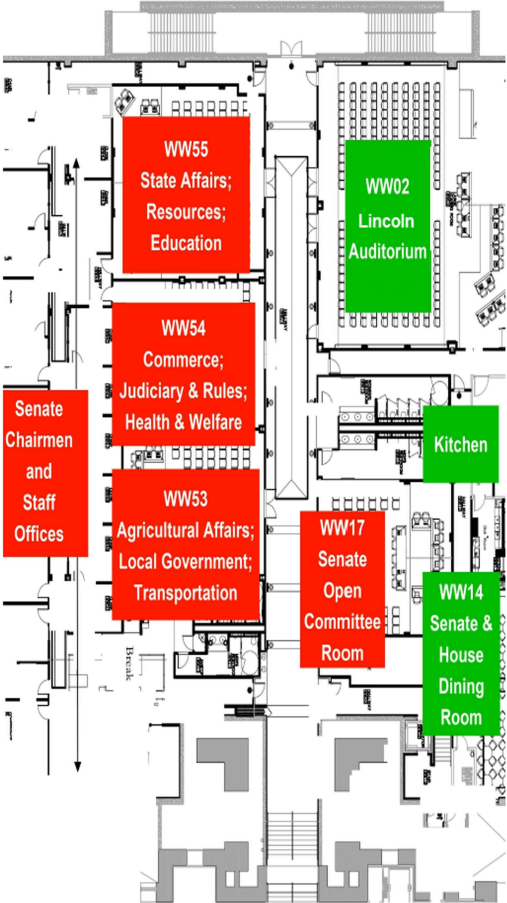 WW55
State Affairs;
Resources;
Education
WW02
Lincoln
Auditorium
WW54
Commerce;
Judiciary & Rules;
Health & Welfare
Senate
Chairmen
and
Staff
Offices
Kitchen
WW53
Agricultural Affairs;
Local Government;
Transportation
WW17
Senate
Open
Committee
Room
WW14
Senate &
House
Dining
Room
Break